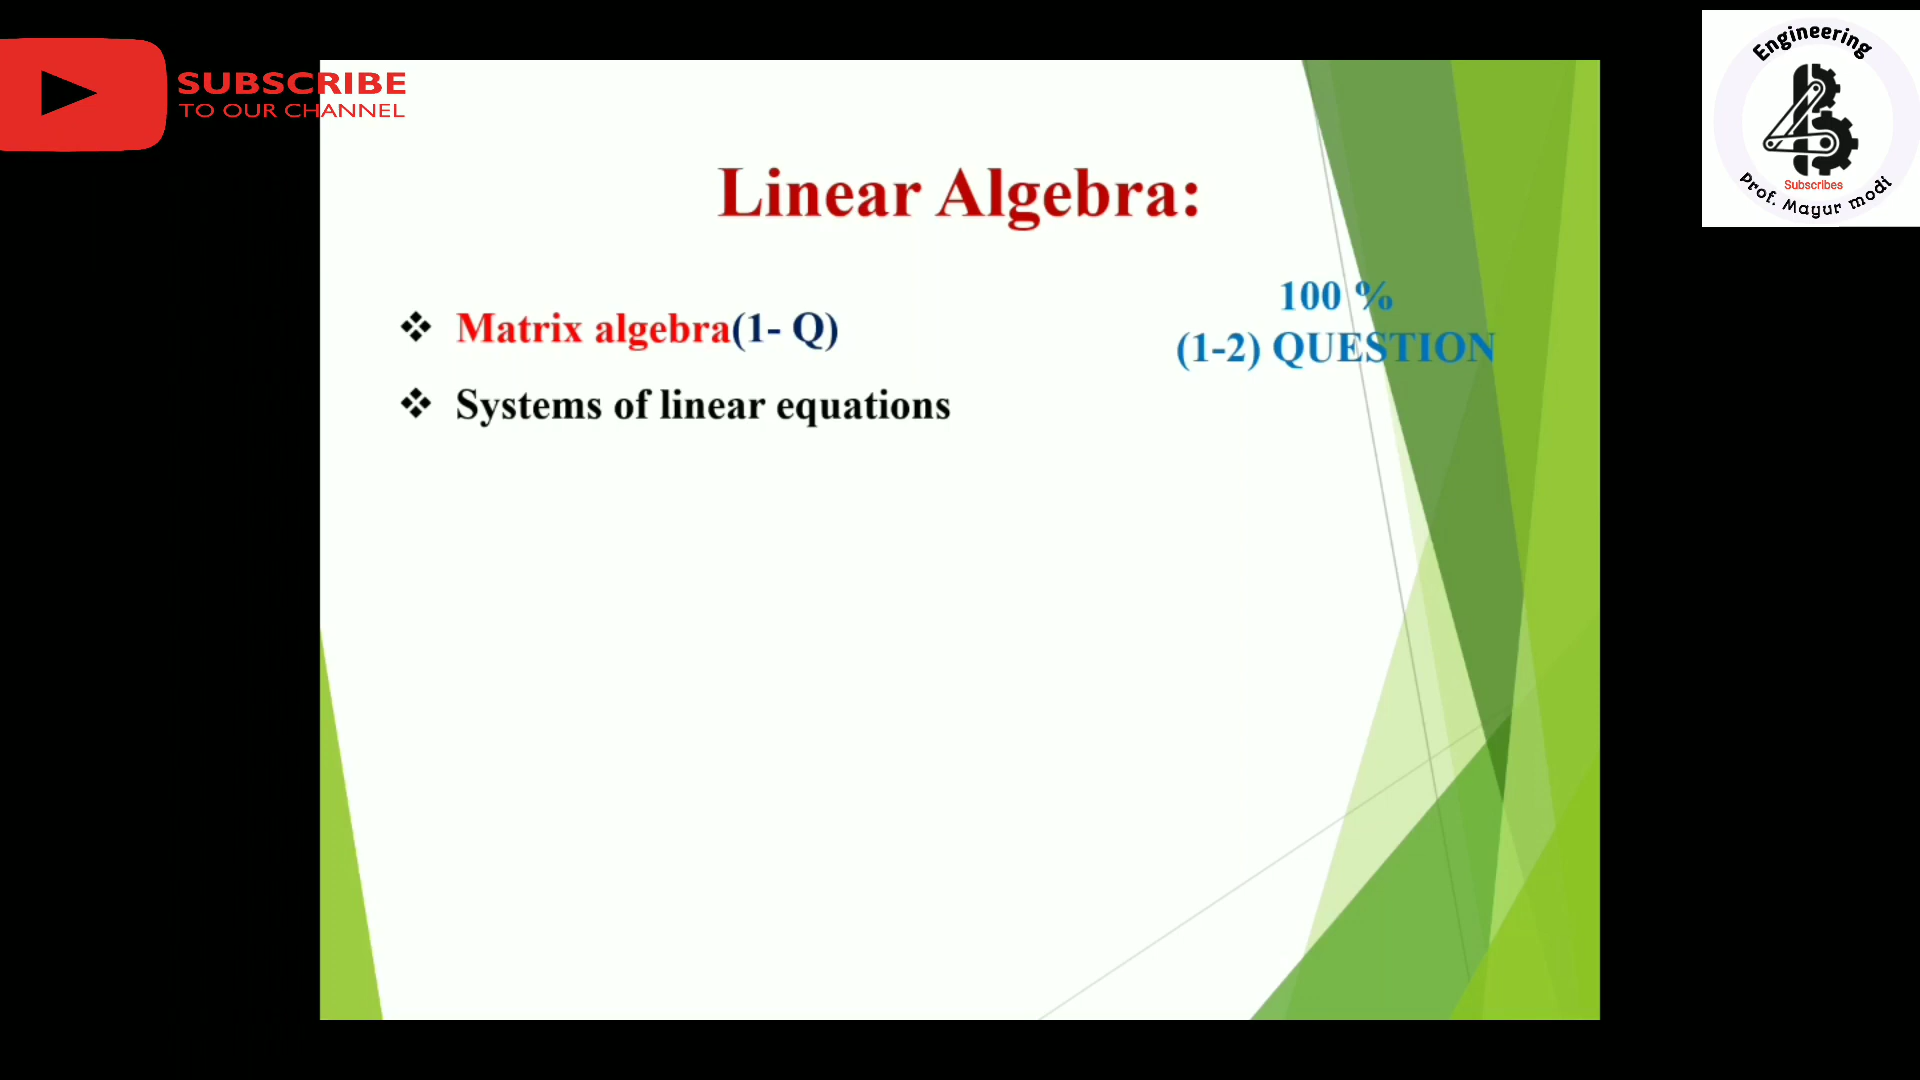 SUBSCRIBE
TO OUR CHANNEL
Engineering
Subscribes
Prof. Mayur modi
Linear Algebra:
100 %
(1-2) QUESTION
❖ Matrix algebra(1- Q)
❖ Systems of linear equations